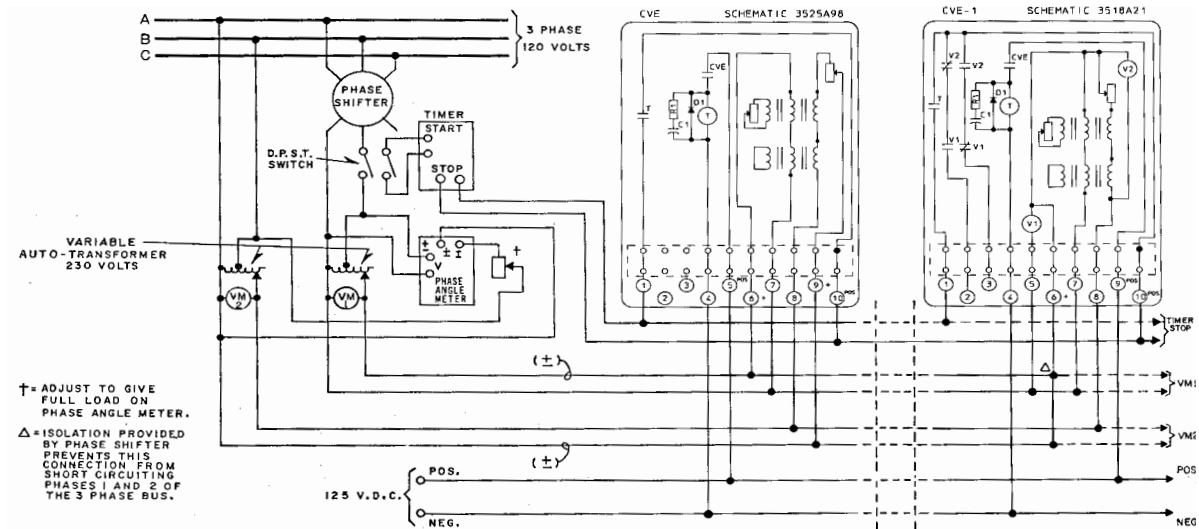 CVE SCHEMATIC 3525A98
CVE-1 SCHEMATIC 3518A21
A
B
C
3 PHASE
120 VOLTS
PHASE
SHIFTER
TIMER
START
STOP
D.P.S.T.
SWITCH
VARIABLE
AUTO-TRANSFORMER
230 VOLTS
VM
2
VM
1
± ± I †
V
PHASE
ANGLE
METER
CVE
T
R1
D1
C1
T
1 2 3 4 5 POS 6 + 7 8 9 + 10 POS
V2
V2
CVE
V2
T
R1
D1
C1
T
V1
V1
V1
1 2 3 4 5 6 + 7 8 9 POS 10
POS
TIMER
STOP
(±)
△
VM1
VM2
(±)
† = ADJUST TO GIVE
FULL LOAD ON
PHASE ANGLE METER.
△ = ISOLATION PROVIDED
BY PHASE SHIFTER
PREVENTS THIS
CONNECTION FROM
SHORT CIRCUITING
PHASES 1 AND 2 OF
THE 3 PHASE BUS.
125 V.D.C.
POS.
NEG.
POS
NEG